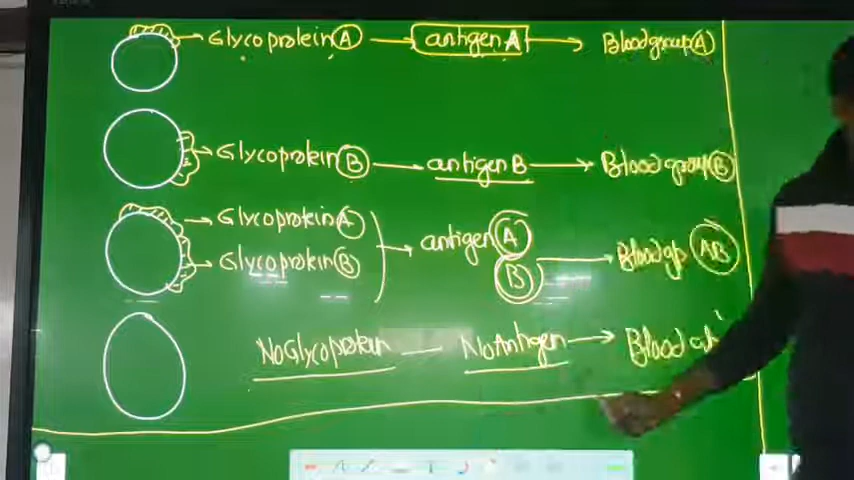 Glycoprotein A → antigen A → Blood group A
Glycoprotein B → antigen B → Blood group B
Glycoprotein A
Glycoprotein B
antigen A
B
Blood gp AB
No Glycoprotein — No Antigen → Blood